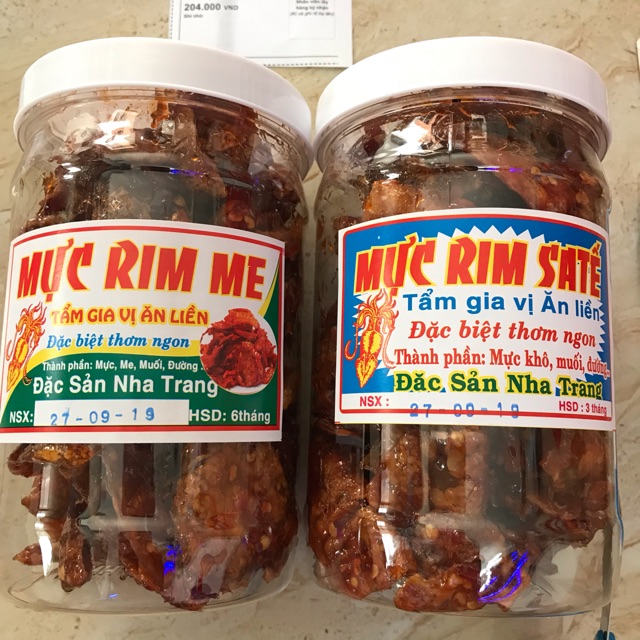 204.000 VND
MỰC RIM ME
TẨM GIA VỊ ĂN LIỀN
Đặc biệt thơm ngon
Thành phần: Mực, Me, Muối, Đường ...
Đặc Sản Nha Trang
NSX: 27-09-19 HSD: 6tháng
MỰC RIM SATẾ
Tẩm gia vị Ăn liền
Đặc biệt thơm ngon
Thành phần: Mực khô, muối, đường...
Đặc Sản Nha Trang
NSX: 27-09-19 HSD: 3 tháng